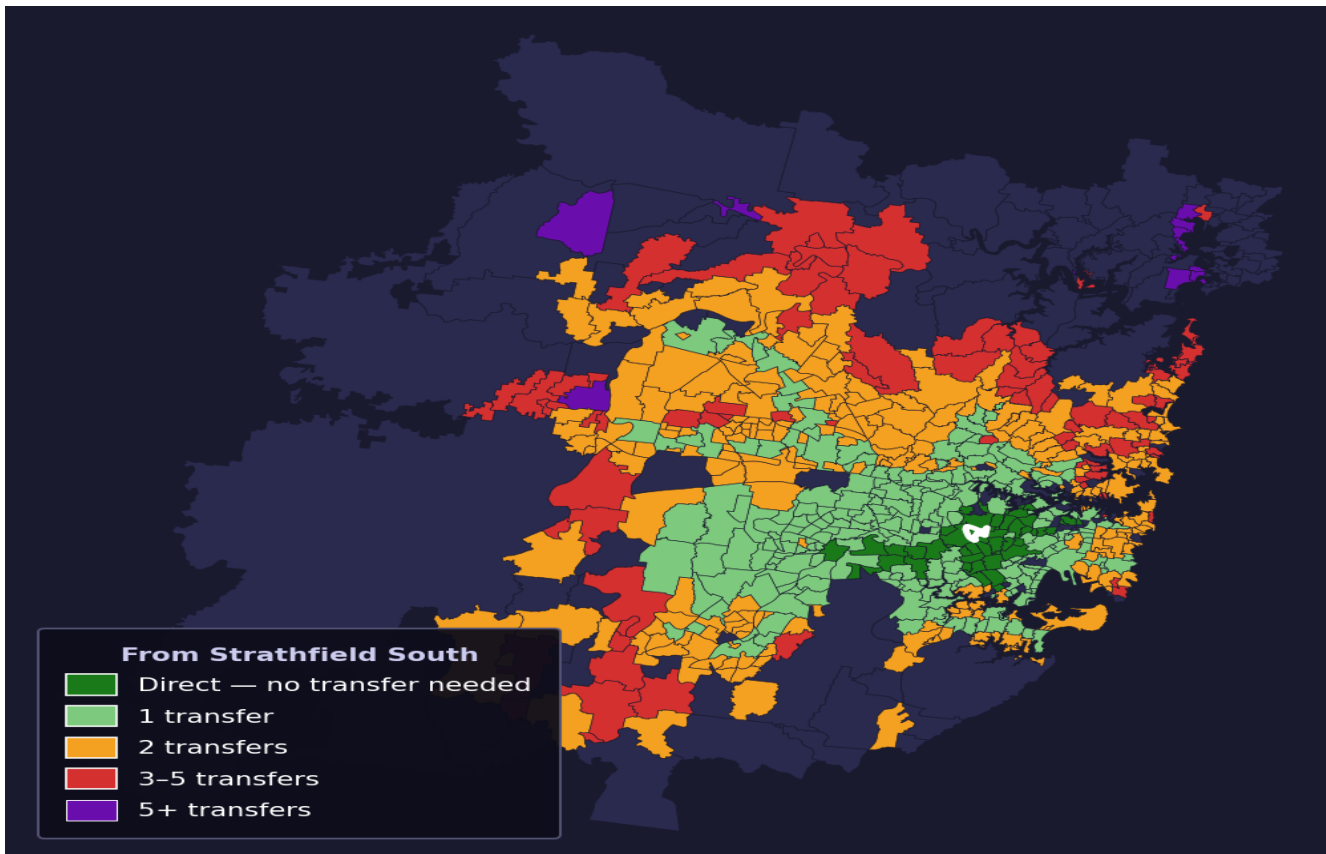 From Strathfield South
Direct — no transfer needed
1 transfer
2 transfers
3–5 transfers
5+ transfers